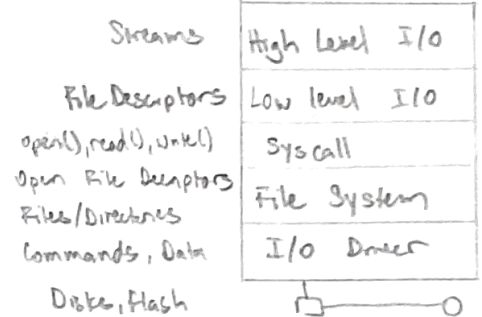 Streams
High Level I/O
File Descriptors
Low level I/O
open(), read(), write()
Syscall
Open File Descriptors
File System
Files/Directories
Commands, Data
I/O Driver
Disks, Flash